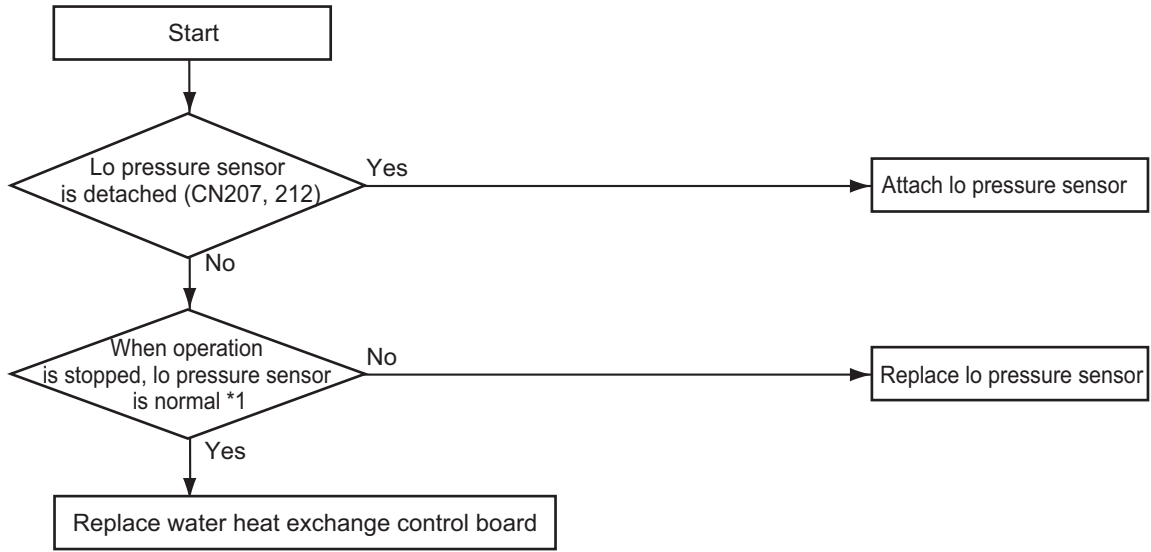 Start
Lo pressure sensor
is detached (CN207, 212)
Yes
Attach lo pressure sensor
No
When operation
is stopped, lo pressure sensor
is normal *1
No
Replace lo pressure sensor
Yes
Replace water heat exchange control board